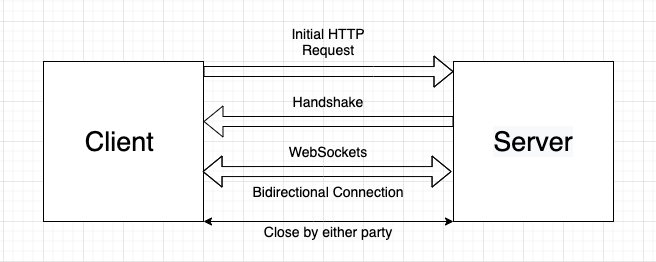 Initial HTTP
Request
Handshake
Client
Server
WebSockets
Bidirectional Connection
Close by either party